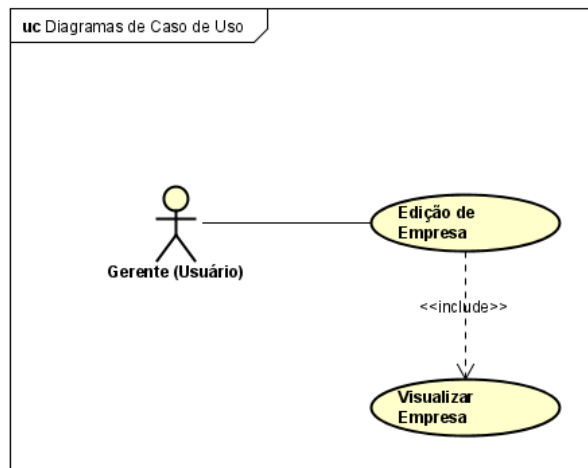 uc Diagramas de Caso de Uso
Edição de
Empresa
Gerente (Usuário)
<<include>>
Visualizar
Empresa